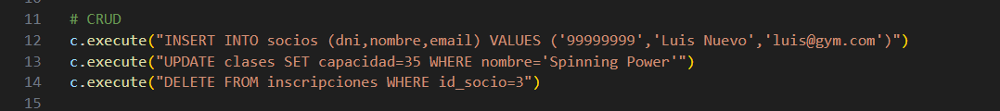 11 # CRUD
12 c.execute("INSERT INTO socios (dni,nombre,email) VALUES ('99999999','Luis Nuevo','luis@gym.com')")
13 c.execute("UPDATE clases SET capacidad=35 WHERE nombre='Spinning Power'")
14 c.execute("DELETE FROM inscripciones WHERE id_socio=3")
15